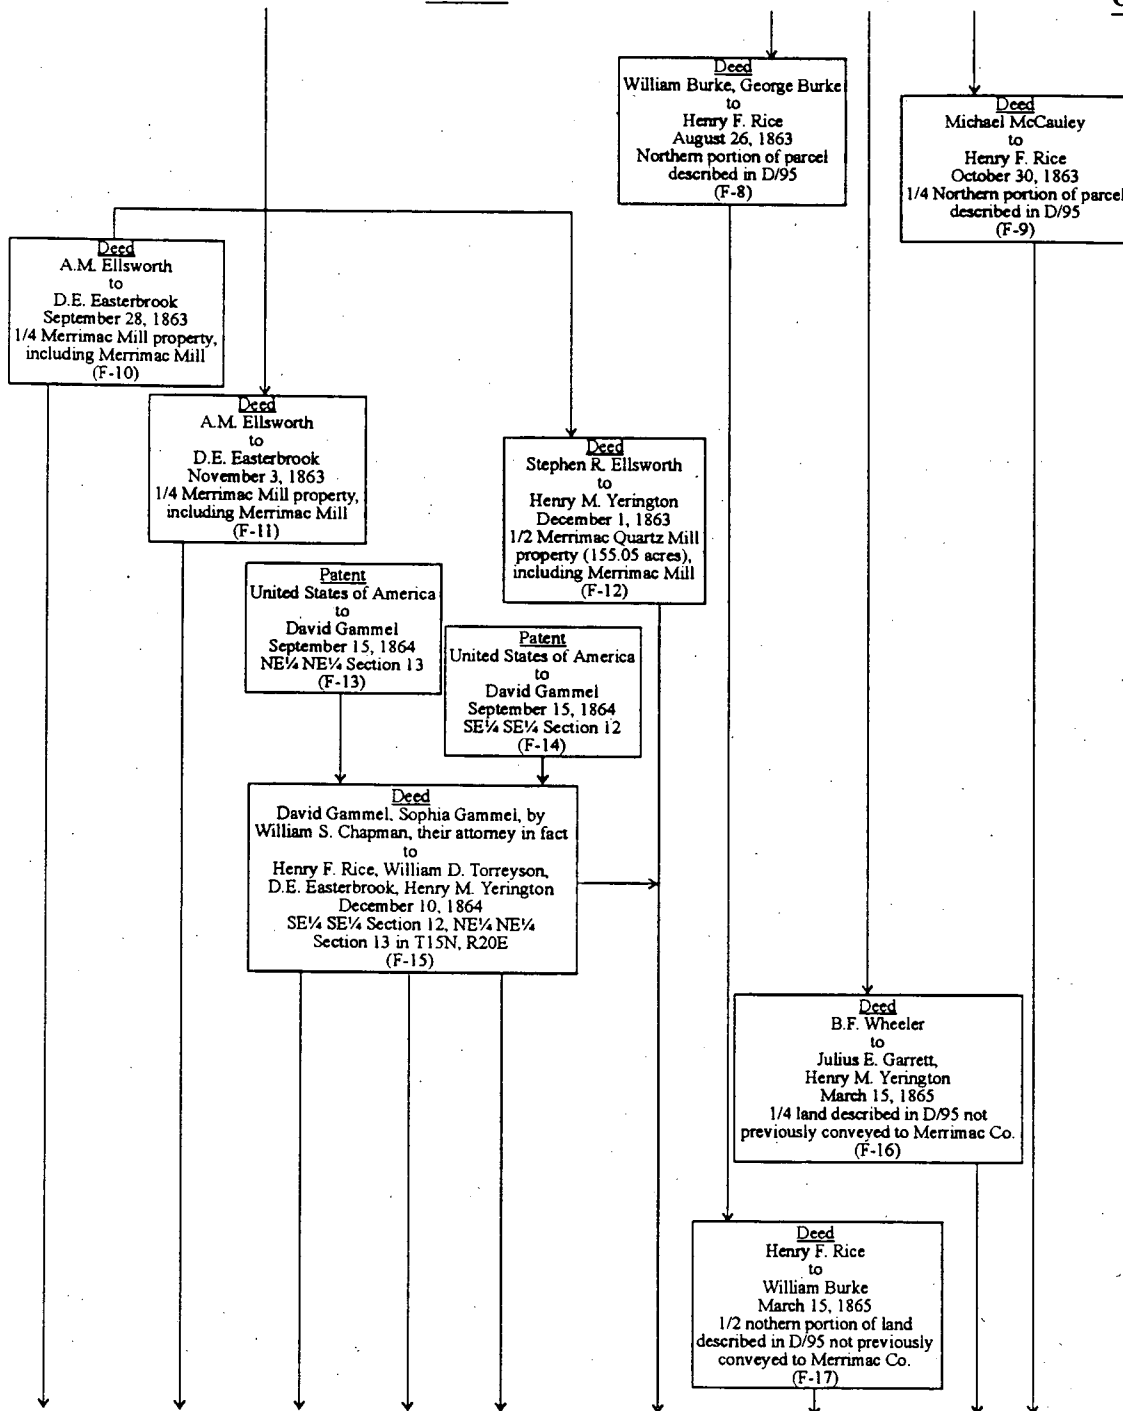 Deed
William Burke, George Burke
to
Henry F. Rice
August 26, 1863
Northern portion of parcel
described in D/95
(F-8)
Deed
Michael McCauley
to
Henry F. Rice
October 30, 1863
1/4 Northern portion of parcel
described in D/95
(F-9)
Deed
A.M. Ellsworth
to
D.E. Easterbrook
September 28, 1863
1/4 Merrimac Mill property,
including Merrimac Mill
(F-10)
Deed
A.M. Ellsworth
to
D.E. Easterbrook
November 3, 1863
1/4 Merrimac Mill property,
including Merrimac Mill
(F-11)
Deed
Stephen R. Ellsworth
to
Henry M. Yerington
December 1, 1863
1/2 Merrimac Quartz Mill
property (155.05 acres),
including Merrimac Mill
(F-12)
Patent
United States of America
to
David Gammel
September 15, 1864
NE¼ NE¼ Section 13
(F-13)
Patent
United States of America
to
David Gammel
September 15, 1864
SE¼ SE¼ Section 12
(F-14)
Deed
David Gammel, Sophia Gammel, by
William S. Chapman, their attorney in fact
to
Henry F. Rice, William D. Torreyson,
D.E. Easterbrook, Henry M. Yerington
December 10, 1864
SE¼ SE¼ Section 12, NE¼ NE¼
Section 13 in T15N, R20E
(F-15)
Deed
B.F. Wheeler
to
Julius E. Garrett,
Henry M. Yerington
March 15, 1865
1/4 land described in D/95 not
previously conveyed to Merrimac Co.
(F-16)
Deed
Henry F. Rice
to
William Burke
March 15, 1865
1/2 nothern portion of land
described in D/95 not previously
conveyed to Merrimac Co.
(F-17)